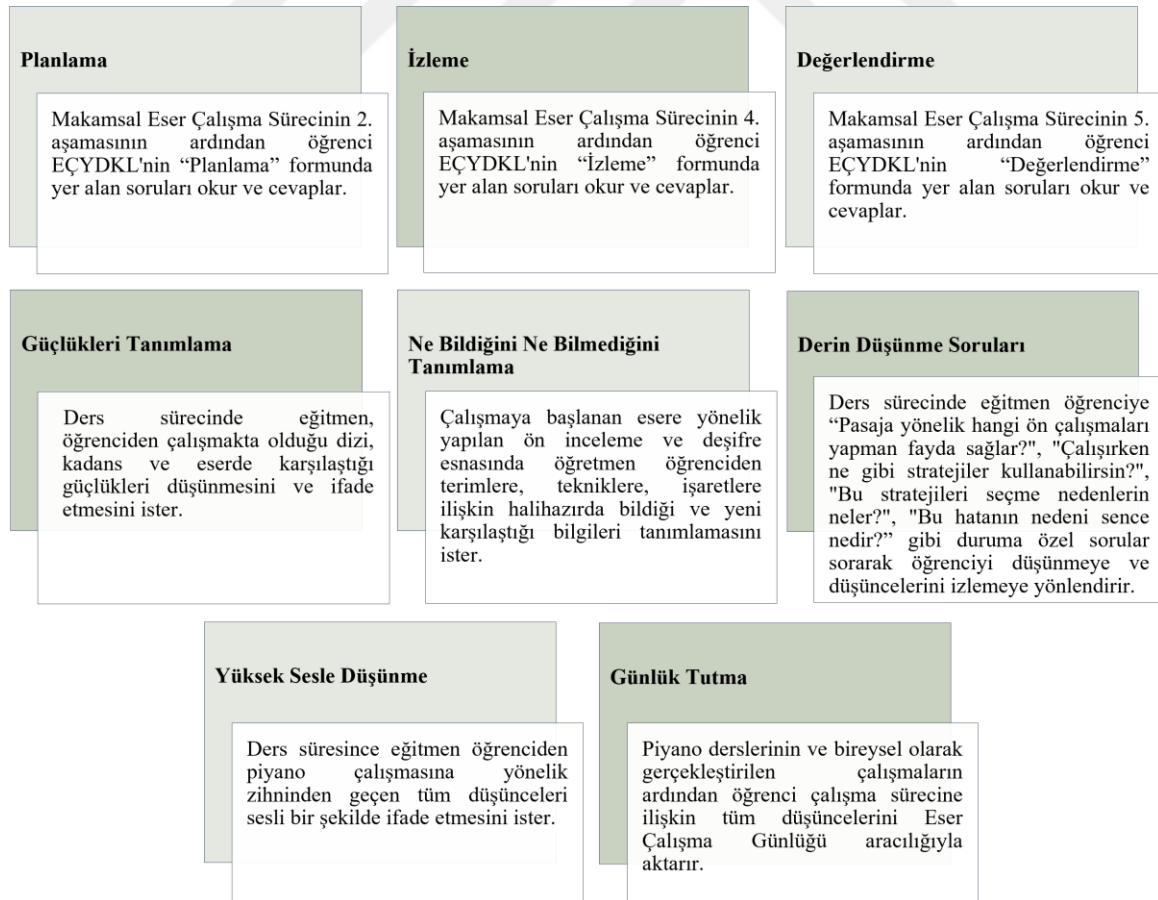 Planlama
Makamsal Eser Çalışma Sürecinin 2.
aşamasının ardından öğrenci
EÇYDKL'nin “Planlama” formunda
yer alan soruları okur ve cevaplar.
İzleme
Makamsal Eser Çalışma Sürecinin 4.
aşamasının ardından öğrenci
EÇYDKL'nin “İzleme” formunda
yer alan soruları okur ve cevaplar.
Değerlendirme
Makamsal Eser Çalışma Sürecinin 5.
aşamasının ardından öğrenci
EÇYDKL'nin “Değerlendirme”
formunda yer alan soruları okur ve
cevaplar.
Güçlükleri Tanımlama
Ders sürecinde eğitmen,
öğrenciden çalışmakta olduğu dizi,
kadans ve eserde karşılaştığı
güçlükleri düşünmesini ve ifade
etmesini ister.
Ne Bildiğini Ne Bilmediğini
Tanımlama
Çalışmaya başlanan esere yönelik
yapılan ön inceleme ve deşifre
esnasında öğretmen öğrenciden
terimlere, tekniklere, işaretlere
ilişkin halihazırda bildiği ve yeni
karşılaştığı bilgileri tanımlamasını
ister.
Derin Düşünme Soruları
Ders sürecinde eğitmen öğrenciye
“Pasaja yönelik hangi ön çalışmaları
yapman fayda sağlar?", "Çalışırken
ne gibi stratejiler kullanabilirsin?",
"Bu stratejileri seçme nedenlerin
neler?", "Bu hatanın nedeni sence
nedir?” gibi duruma özel sorular
sorarak öğrenciyi düşünmeye ve
düşüncelerini izlemeye yönlendirir.
Yüksek Sesle Düşünme
Ders süresince eğitmen öğrenciden
piyano çalışmasına yönelik
zihninden geçen tüm düşünceleri
sesli bir şekilde ifade etmesini ister.
Günlük Tutma
Piyano derslerinin ve bireysel olarak
gerçekleştirilen çalışmaların
ardından öğrenci çalışma sürecine
ilişkin tüm düşüncelerini Eser
Çalışma Günlüğü aracılığıyla
aktarır.